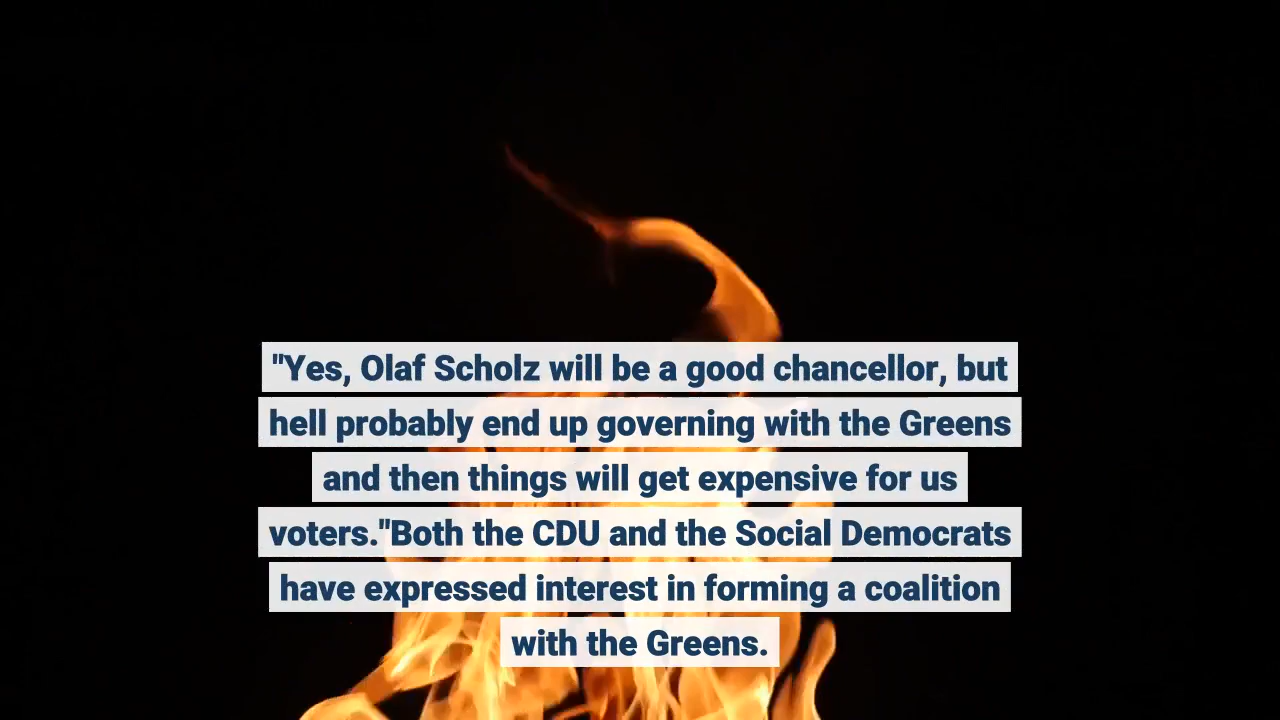 "Yes, Olaf Scholz will be a good chancellor, but
hell probably end up governing with the Greens
and then things will get expensive for us
voters."Both the CDU and the Social Democrats
have expressed interest in forming a coalition
with the Greens.